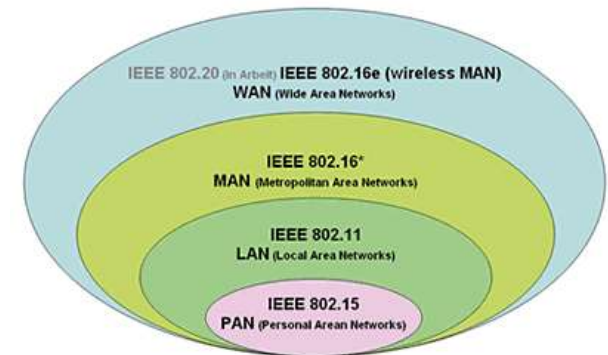 IEEE 802.20 (In Arbeit) IEEE 802.16e (wireless MAN)
WAN (Wide Area Networks)
IEEE 802.16*
MAN (Metropolitan Area Networks)
IEEE 802.11
LAN (Local Area Networks)
IEEE 802.15
PAN (Personal Arean Networks)